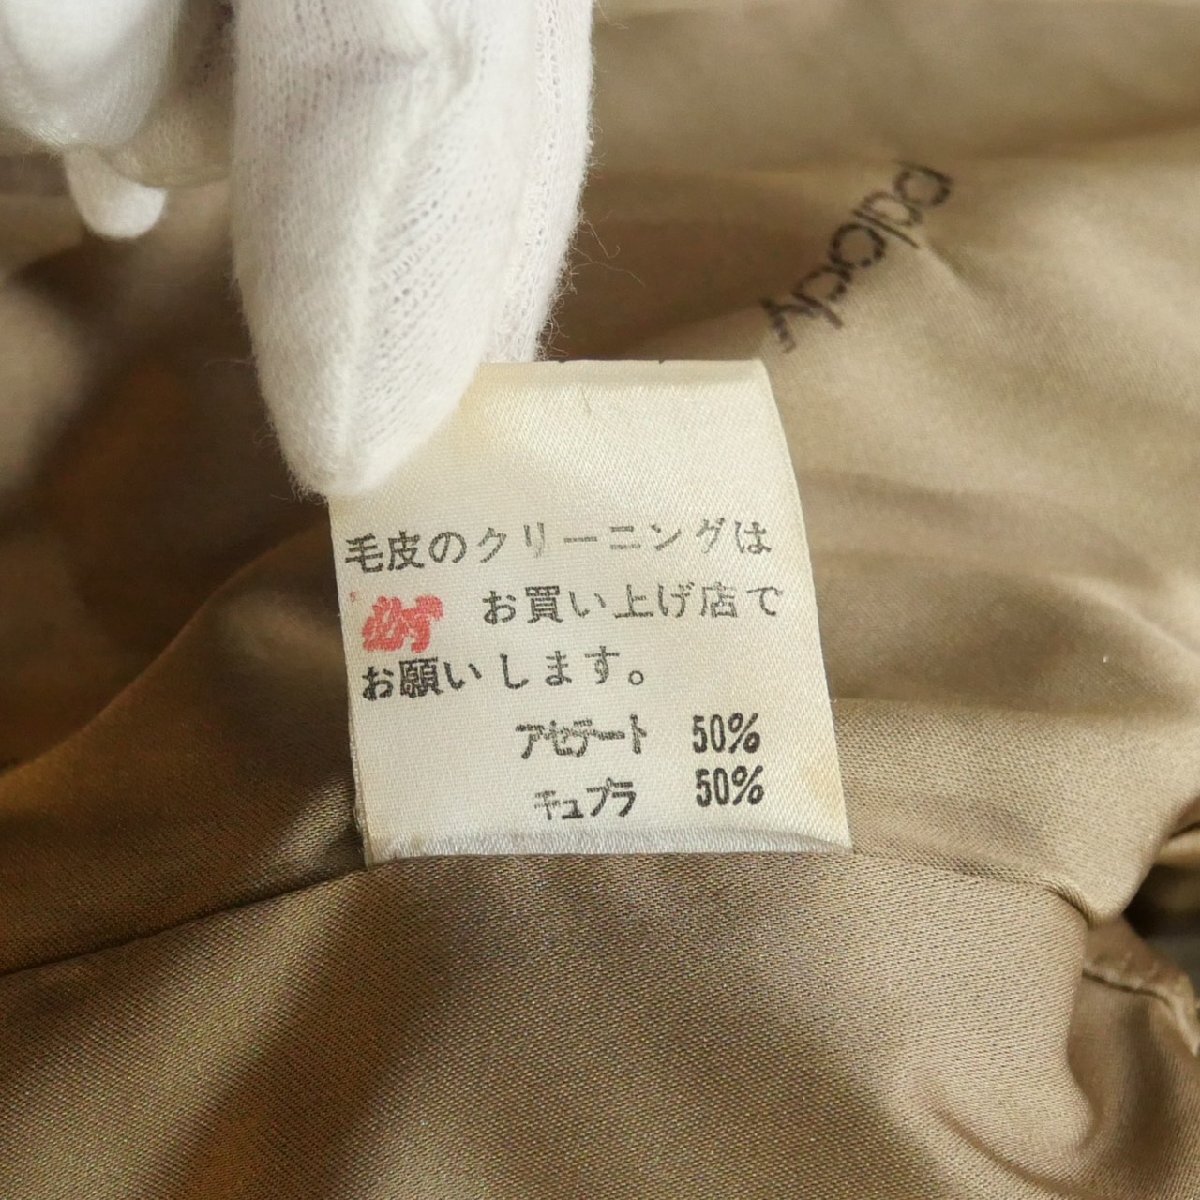 palocly
毛皮のクリーニングは
必ず お買い上げ店で
お願いします。
アセテート 50%
キュプラ 50%